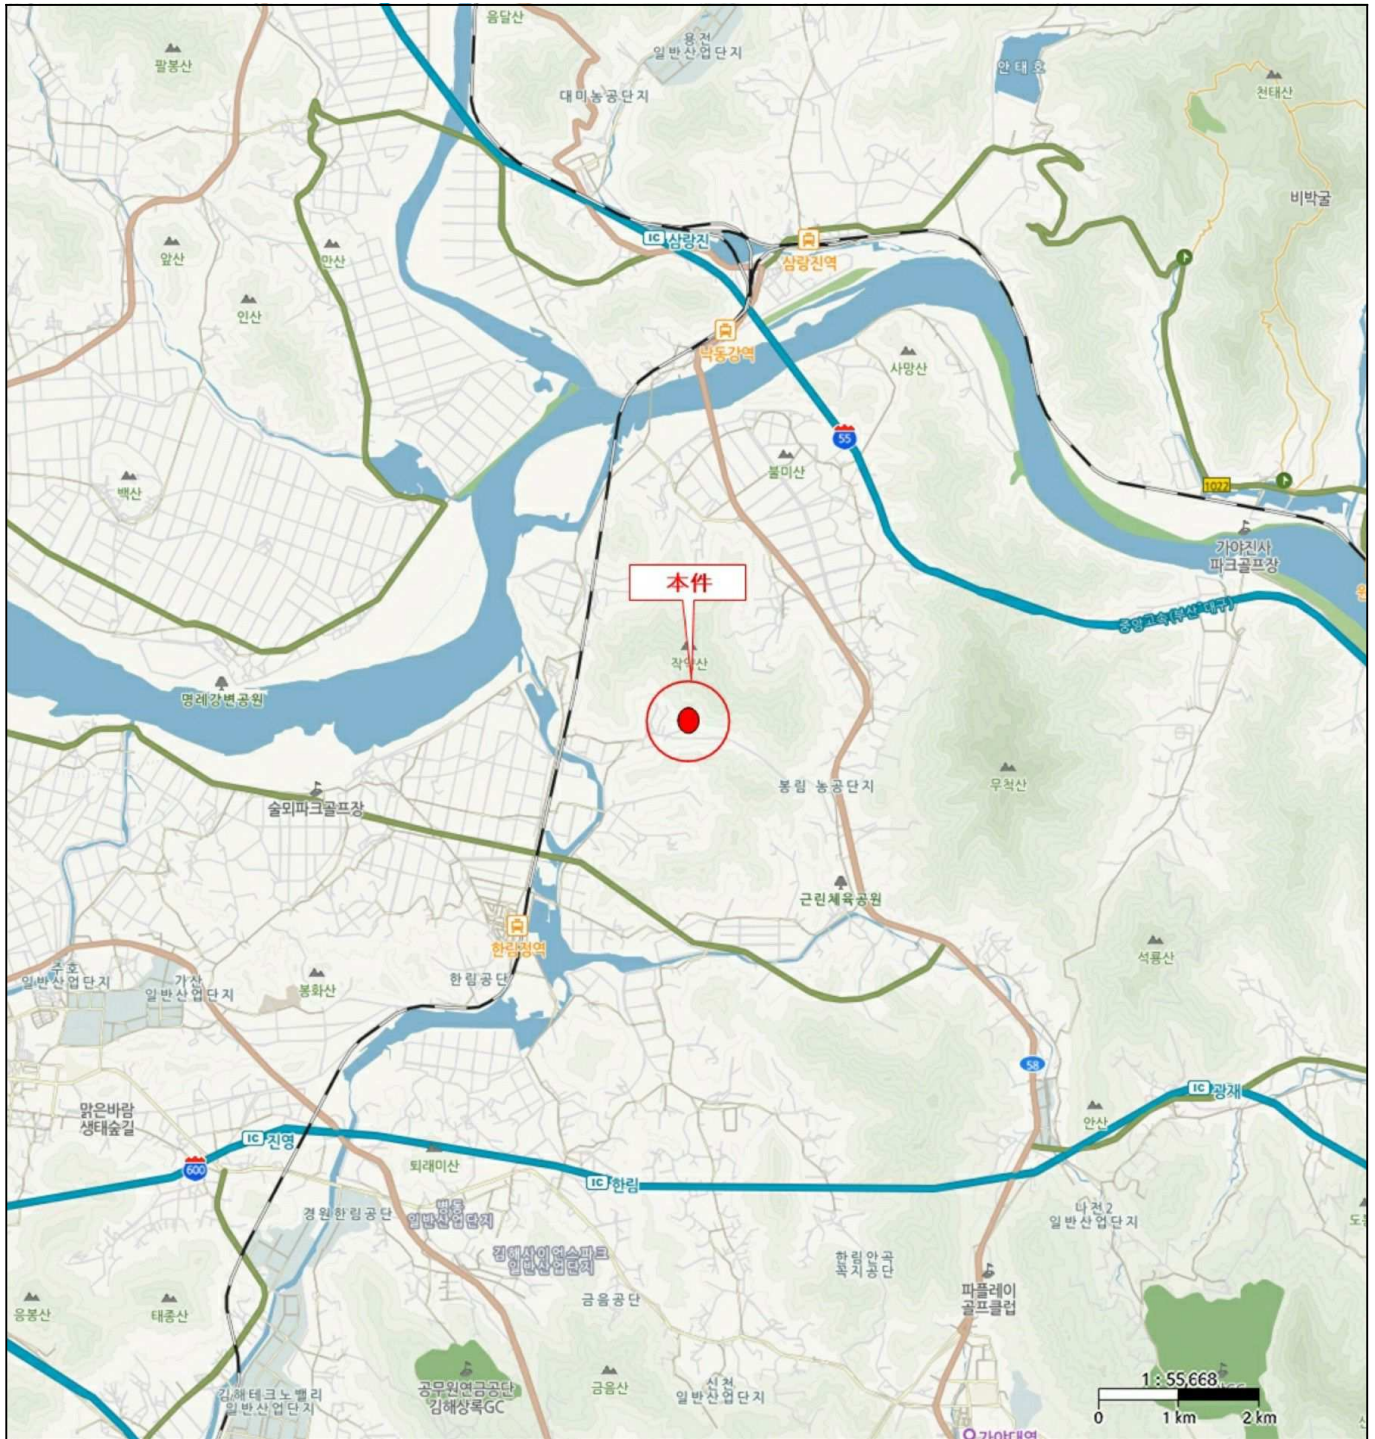 음달산
용전
일반산업단지
팔봉산
안태호
천태산
대미농공단지
비박굴
앞산
만산
IC 삼랑진
삼랑진역
인산
낙동강역
사망산
55
백산
불미산
1022
가야진사
파크골프장
本件
중앙고속(부산-대구)
작약산
명례강변공원
무척산
봉림 농공단지
술뫼파크골프장
근린체육공원
한림정역
석룡산
주호
일반산업단지
가산
일반산업단지
봉화산
한림공단
58
IC 광재
맑은바람
생태숲길
안산
IC 진영
600
퇴래미산
IC 한림
경원한림공단
병동
일반산업단지
나전2
일반산업단지
김해사이언스파크
일반산업단지
한림안곡
꼭지공단
금음공단
파플레이
골프클럽
응봉산
태종산
김해테크노밸리
일반산업단지
공무원연금공단
김해상록GC
금음산
신천
일반산업단지
1 : 55,668
0 1 km 2 km
가야대역